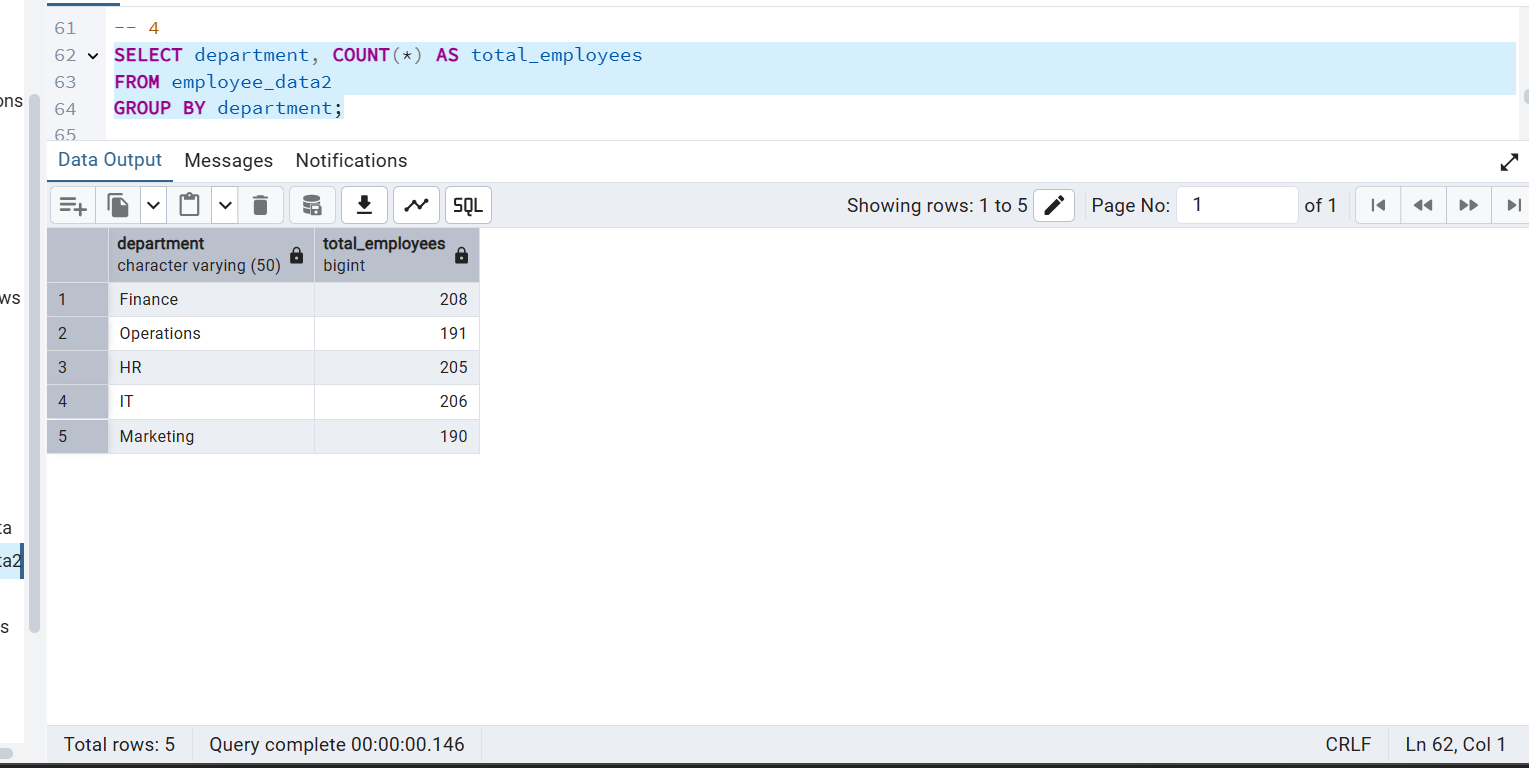 61 -- 4
62 SELECT department, COUNT(*) AS total_employees
63 FROM employee_data2
64 GROUP BY department;
65
ons
ws
ta
ta2
s
Data Output Messages Notifications
SQL Showing rows: 1 to 5 Page No: 1 of 1
department total_employees
character varying (50) bigint
1 Finance 208
2 Operations 191
3 HR 205
4 IT 206
5 Marketing 190
Total rows: 5 Query complete 00:00:00.146 CRLF Ln 62, Col 1